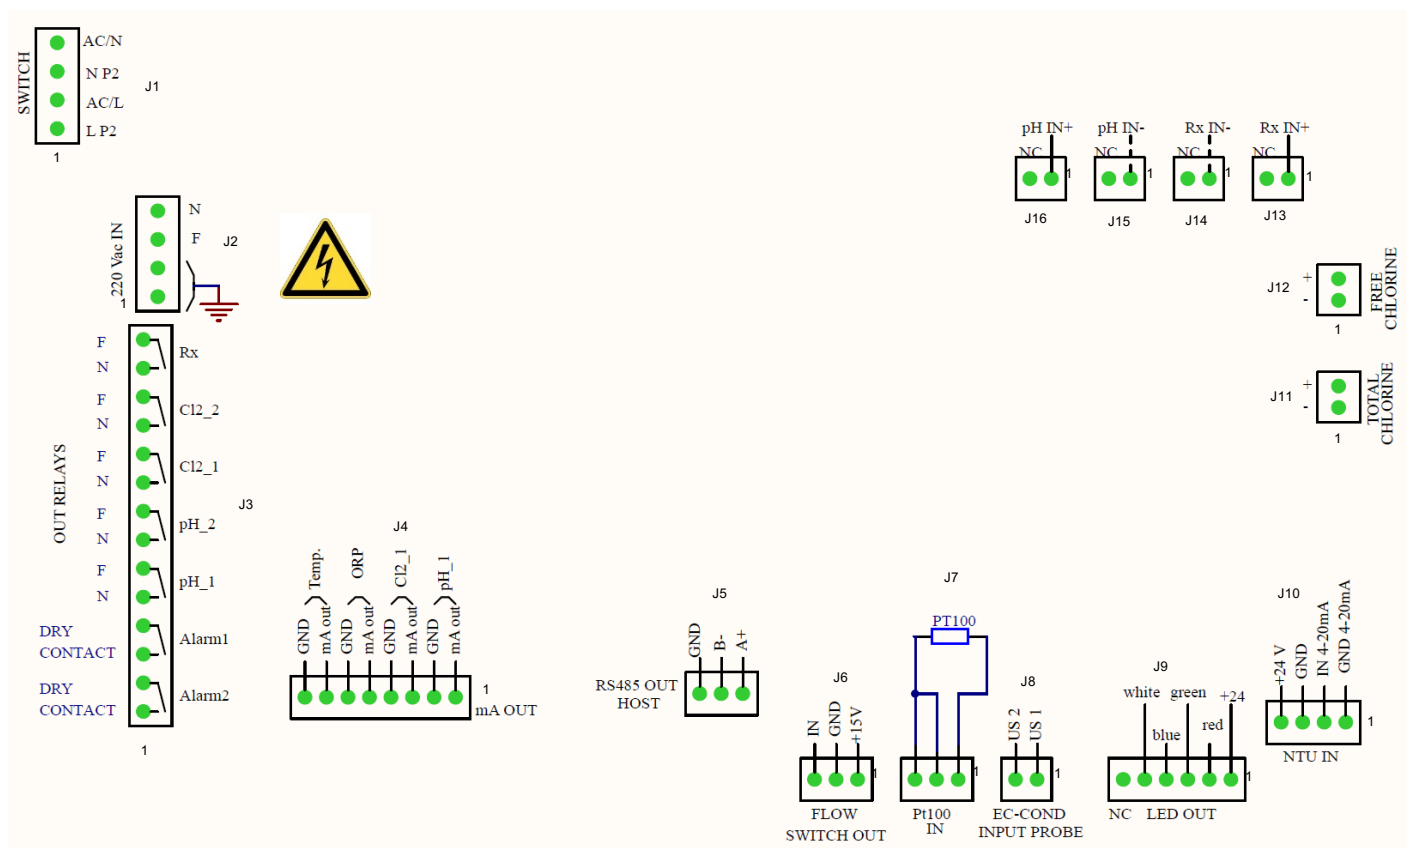 SWITCH
AC/N
N P2
AC/L
L P2
J1
1
220 Vac IN
N
F
J2
1
OUT RELAYS
F
N
Rx
F
N
Cl2_2
F
N
Cl2_1
F
N
pH_2
F
N
pH_1
DRY
CONTACT
Alarm1
DRY
CONTACT
Alarm2
J3
1
J4
Temp.
ORP
Cl2_1
pH_1
GND
mA out
GND
mA out
GND
mA out
GND
mA out
1
mA OUT
J5
GND
B-
A+
RS485 OUT
HOST
J6
IN
GND
+15V
1
FLOW
SWITCH OUT
J7
PT100
1
Pt100
IN
J8
US 2
US 1
1
EC-COND
INPUT PROBE
J9
white
green
+24
blue
red
1
NC
LED OUT
J10
+24 V
GND
IN 4-20mA
GND 4-20mA
1
NTU IN
pH IN+
NC
1
J16
pH IN-
NC
1
J15
Rx IN-
NC
1
J14
Rx IN+
NC
1
J13
J12
+
-
1
FREE
CHLORINE
J11
+
-
1
TOTAL
CHLORINE